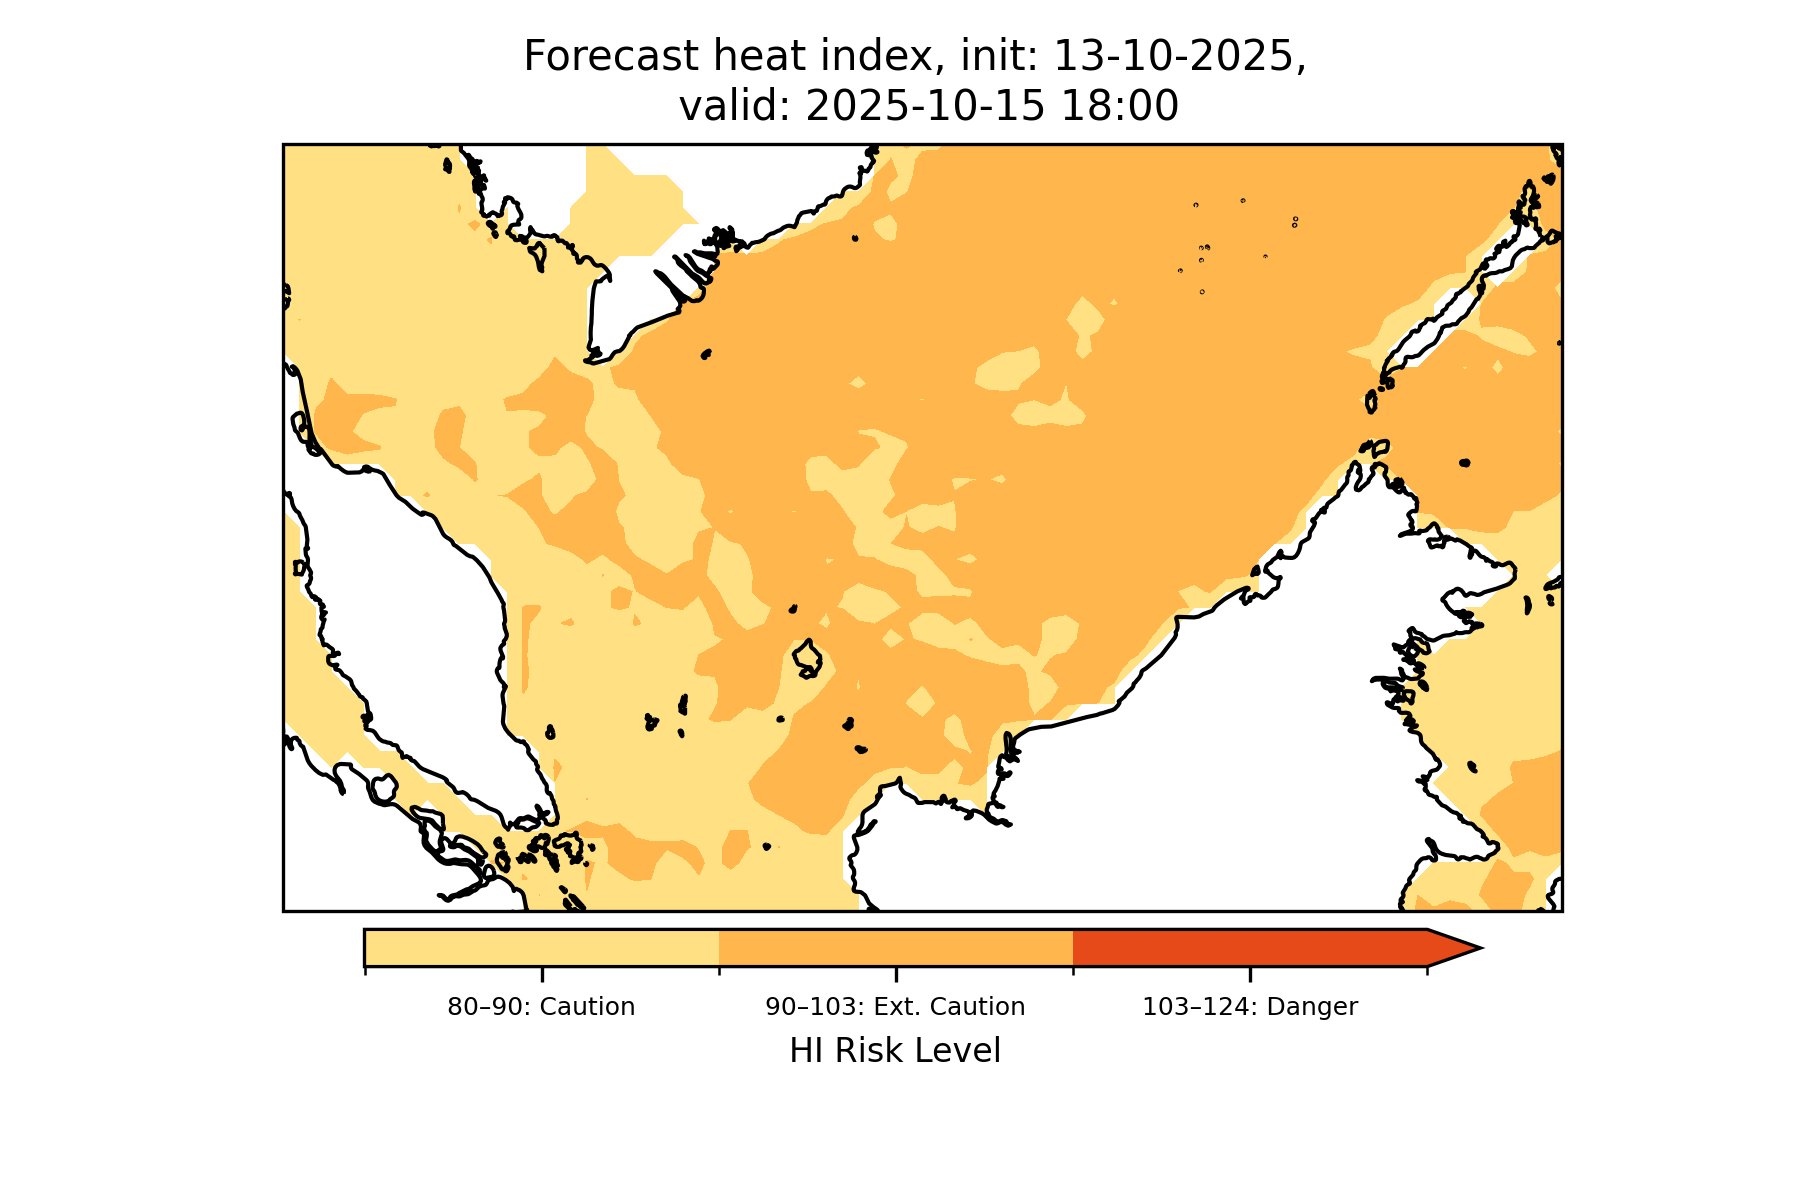 Forecast heat index, init: 13-10-2025,
valid: 2025-10-15 18:00
80–90: Caution
90–103: Ext. Caution
103–124: Danger
HI Risk Level